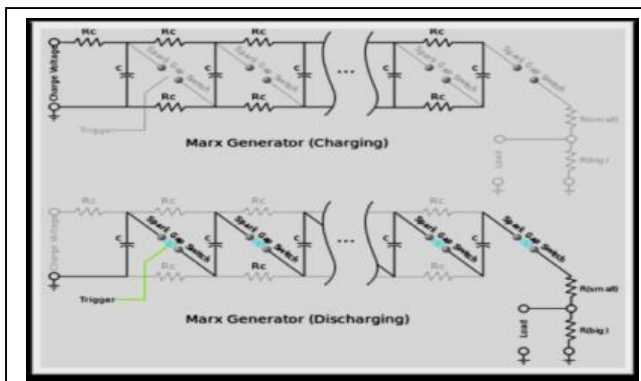 Rc Rc Rc Rc
Charge Voltage
C Spark Gap Switch C Spark Gap Switch ... C Spark Gap Switch C Spark Gap Switch
Rc Rc Rc
Trigger
R(small)
Marx Generator (Charging)
Load
R(big)
Rc Rc Rc Rc
Charge Voltage
C Spark Gap Switch C Spark Gap Switch ... C Spark Gap Switch C Spark Gap Switch
Rc Rc Rc
Trigger
R(small)
Marx Generator (Discharging)
Load
R(big)